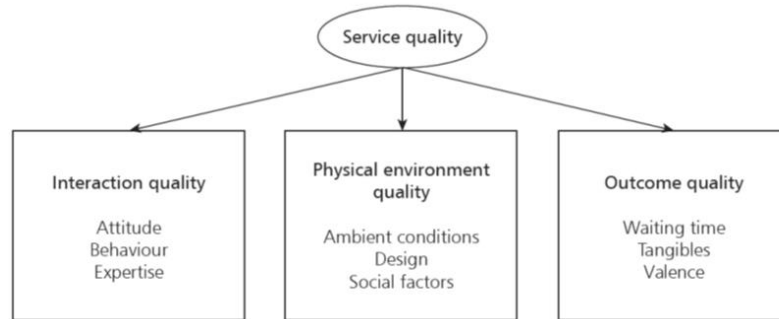 Service quality
Interaction quality
Attitude
Behaviour
Expertise
Physical environment
quality
Ambient conditions
Design
Social factors
Outcome quality
Waiting time
Tangibles
Valence